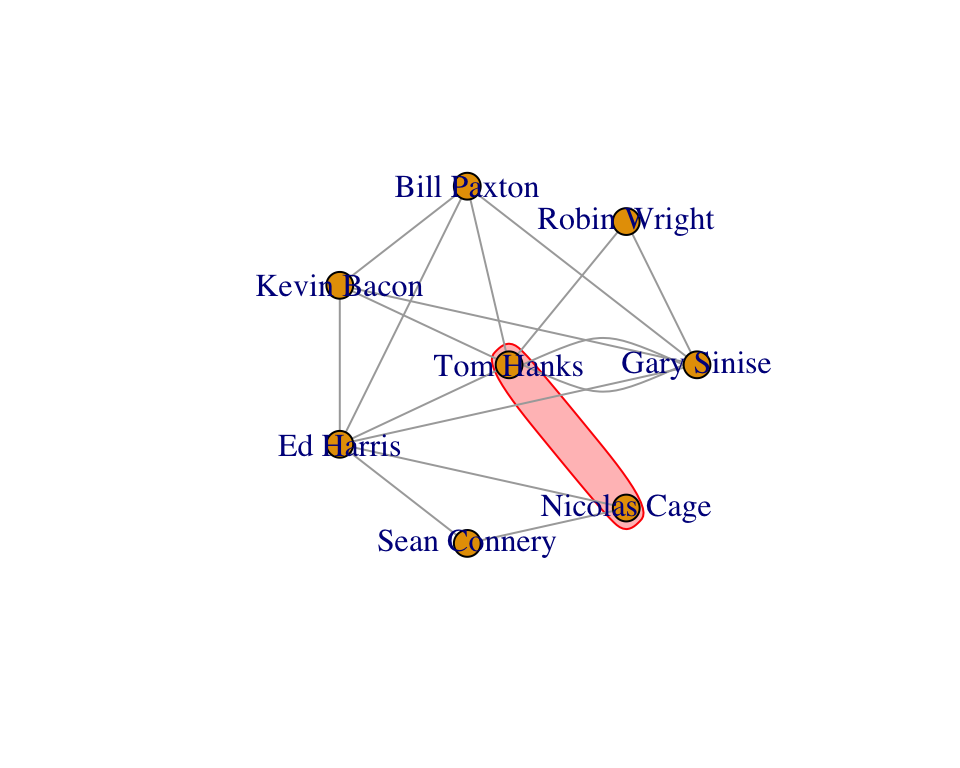 Bill Paxton
Robin Wright
Kevin Bacon
Tom Hanks
Gary Sinise
Ed Harris
Nicolas Cage
Sean Connery